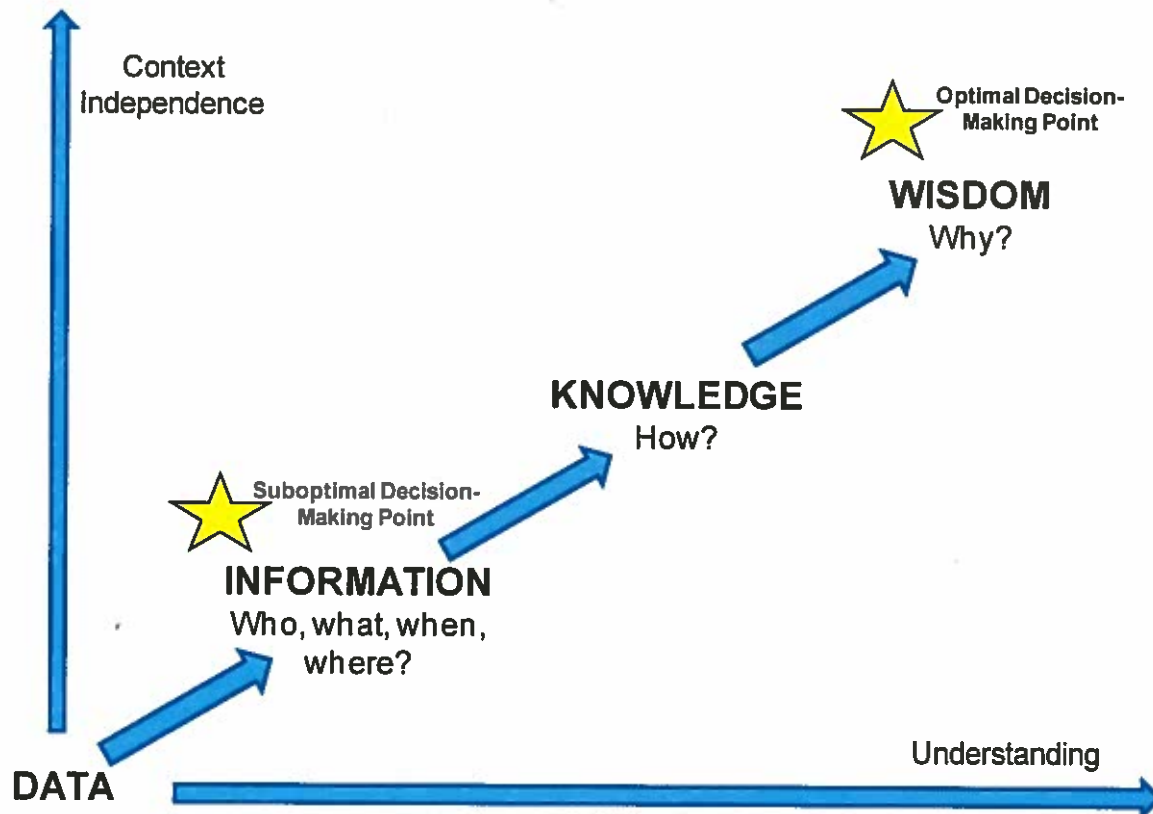 Context
Independence
Optimal Decision-
Making Point
WISDOM
Why?
KNOWLEDGE
How?
Suboptimal Decision-
Making Point
INFORMATION
Who, what, when,
where?
Understanding
DATA